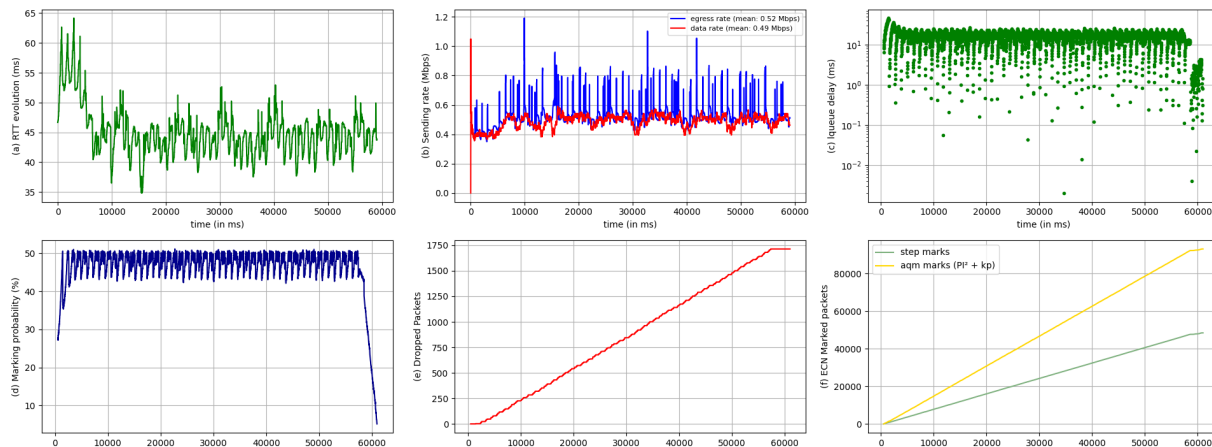 65
60
55
50
45
40
35
0 10000 20000 30000 40000 50000 60000
time (in ms)
(a) RTT evolution (ms)
1.2
1.0
0.8
0.6
0.4
0.2
0.0
0 10000 20000 30000 40000 50000 60000
time (in ms)
(b) Sending rate (Mbps)
egress rate (mean: 0.52 Mbps)
data rate (mean: 0.49 Mbps)
10¹
10⁰
10⁻¹
10⁻²
0 10000 20000 30000 40000 50000 60000
time (in ms)
(c) lqueue delay (ms)
50
40
30
20
10
0 10000 20000 30000 40000 50000 60000
(d) Marking probability (%)
1750
1500
1250
1000
750
500
250
0
0 10000 20000 30000 40000 50000 60000
(e) Dropped Packets
80000
60000
40000
20000
0
0 10000 20000 30000 40000 50000 60000
(f) ECN Marked packets
step marks
aqm marks (PI² + kp)